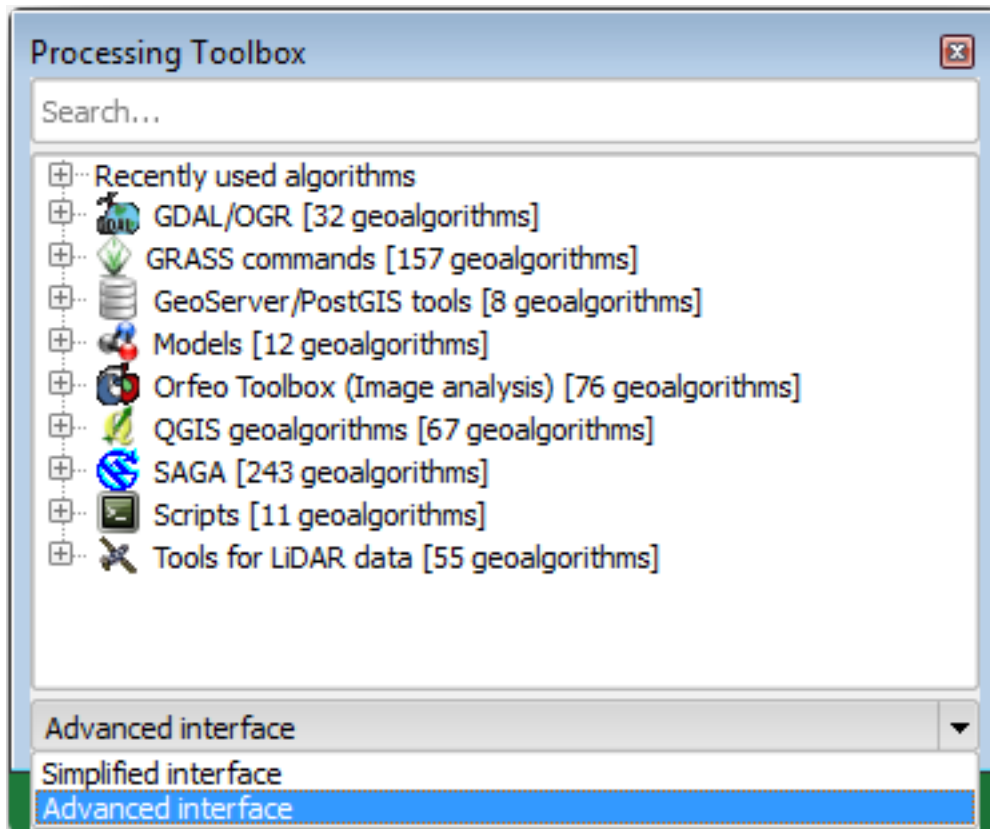 Processing Toolbox
Search...
Recently used algorithms
GDAL/OGR [32 geoalgorithms]
GRASS commands [157 geoalgorithms]
GeoServer/PostGIS tools [8 geoalgorithms]
Models [12 geoalgorithms]
Orfeo Toolbox (Image analysis) [76 geoalgorithms]
QGIS geoalgorithms [67 geoalgorithms]
SAGA [243 geoalgorithms]
Scripts [11 geoalgorithms]
Tools for LiDAR data [55 geoalgorithms]
Advanced interface
Simplified interface
Advanced interface